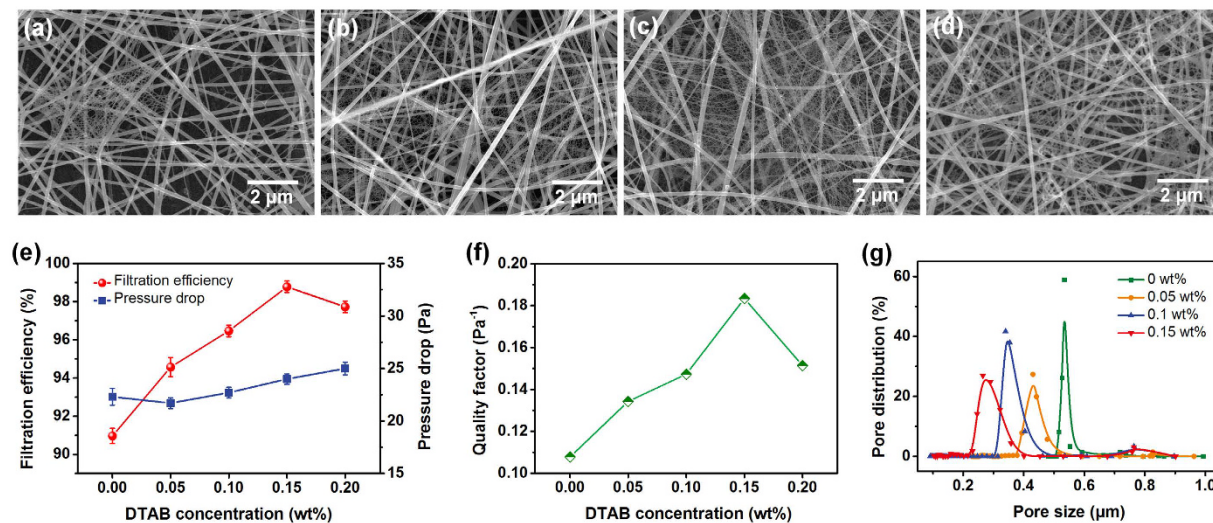 (a)
(b)
(c)
(d)
2 µm
2 µm
2 µm
2 µm
(e)
Filtration efficiency (%)
100
98
96
94
92
90
Filtration efficiency
Pressure drop
35
30
25
20
15
Pressure drop (Pa)
0.00 0.05 0.10 0.15 0.20
DTAB concentration (wt%)
(f)
Quality factor (Pa⁻¹)
0.20
0.18
0.16
0.14
0.12
0.10
0.00 0.05 0.10 0.15 0.20
DTAB concentration (wt%)
(g)
Pore distribution (%)
60
40
20
0
0 wt%
0.05 wt%
0.1 wt%
0.15 wt%
0.2 0.4 0.6 0.8 1.0
Pore size (µm)